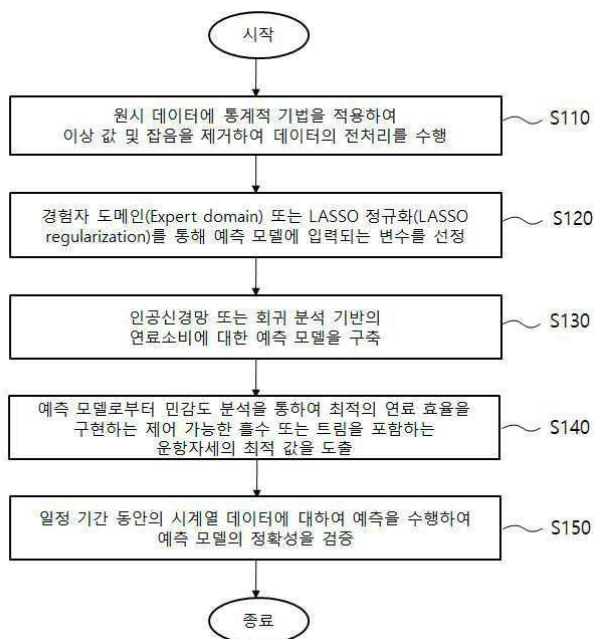 시작
원시 데이터에 통계적 기법을 적용하여
이상 값 및 잡음을 제거하여 데이터의 전처리를 수행
S110
경험자 도메인(Expert domain) 또는 LASSO 정규화(LASSO
regularization)를 통해 예측 모델에 입력되는 변수를 선정
S120
인공신경망 또는 회귀 분석 기반의
연료소비에 대한 예측 모델을 구축
S130
예측 모델로부터 민감도 분석을 통하여 최적의 연료 효율을
구현하는 제어 가능한 흘수 또는 트림을 포함하는
운항자세의 최적 값을 도출
S140
일정 기간 동안의 시계열 데이터에 대하여 예측을 수행하여
예측 모델의 정확성을 검증
S150
종료